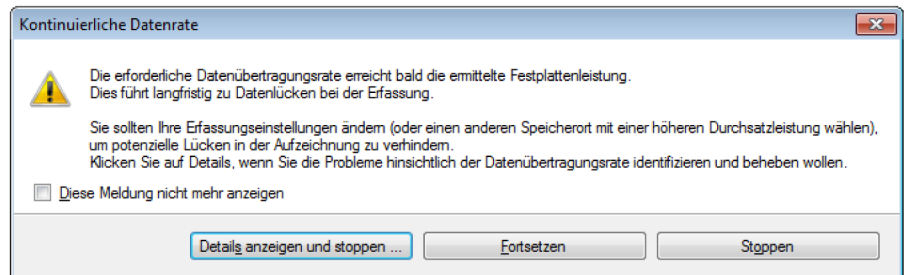 Kontinuierliche Datenrate
Die erforderliche Datenübertragungsrate erreicht bald die ermittelte Festplattenleistung.
Dies führt langfristig zu Datenlücken bei der Erfassung.
Sie sollten Ihre Erfassungseinstellungen ändern (oder einen anderen Speicherort mit einer höheren Durchsatzleistung wählen),
um potenzielle Lücken in der Aufzeichnung zu verhindern.
Klicken Sie auf Details, wenn Sie die Probleme hinsichtlich der Datenübertragungsrate identifizieren und beheben wollen.
Diese Meldung nicht mehr anzeigen
Details anzeigen und stoppen ... Fortsetzen Stoppen